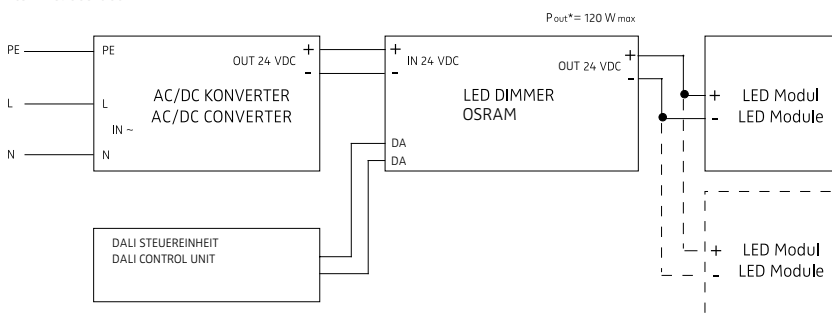 Pout*= 120 W max
PE PE
OUT 24 VDC + -
+ IN 24 VDC -
OUT 24 VDC + -
L L
AC/DC KONVERTER
AC/DC CONVERTER
IN ~
N N
LED DIMMER
OSRAM
DA
DA
+ LED Modul
- LED Module
DALI STEUEREINHEIT
DALI CONTROL UNIT
+ LED Modul
- LED Module